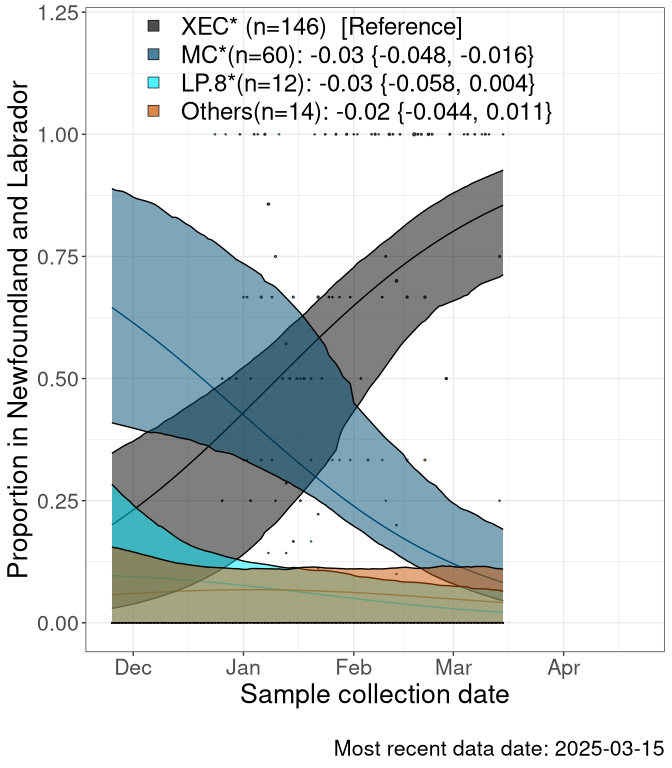 XEC* (n=146)  [Reference]
MC*(n=60): -0.03 {-0.048, -0.016}
LP.8*(n=12): -0.03 {-0.058, 0.004}
Others(n=14): -0.02 {-0.044, 0.011}
Proportion in Newfoundland and Labrador
1.25
1.00
0.75
0.50
0.25
0.00
Dec Jan Feb Mar Apr
Sample collection date
Most recent data date: 2025-03-15